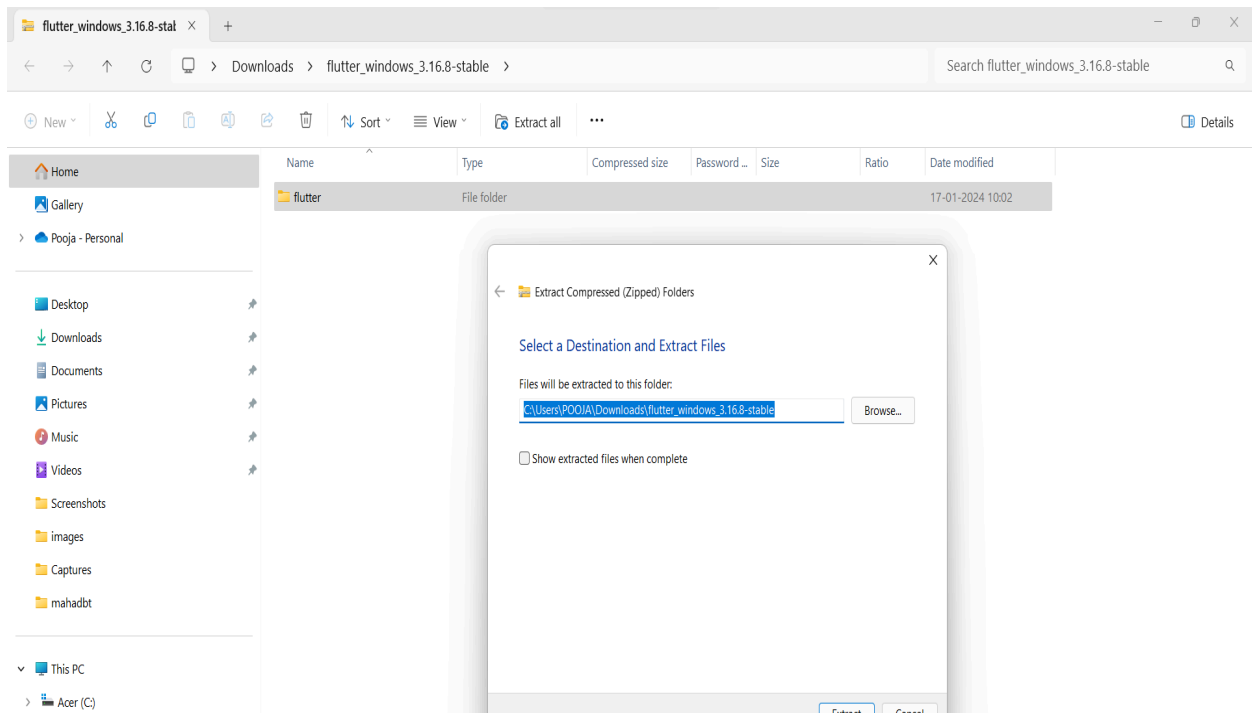 flutter_windows_3.16.8-stal
Downloads > flutter_windows_3.16.8-stable >
Search flutter_windows_3.16.8-stable
New
Sort
View
Extract all
...
Details
Home
Gallery
Pooja - Personal
Desktop
Downloads
Documents
Pictures
Music
Videos
Screenshots
images
Captures
mahadbt
This PC
Acer (C:)
Name Type Compressed size Password ... Size Ratio Date modified
flutter File folder 17-01-2024 10:02
Extract Compressed (Zipped) Folders
Select a Destination and Extract Files
Files will be extracted to this folder:
C:\Users\POOJA\Downloads\flutter_windows_3.16.8-stable
Browse...
Show extracted files when complete
Extract Cancel